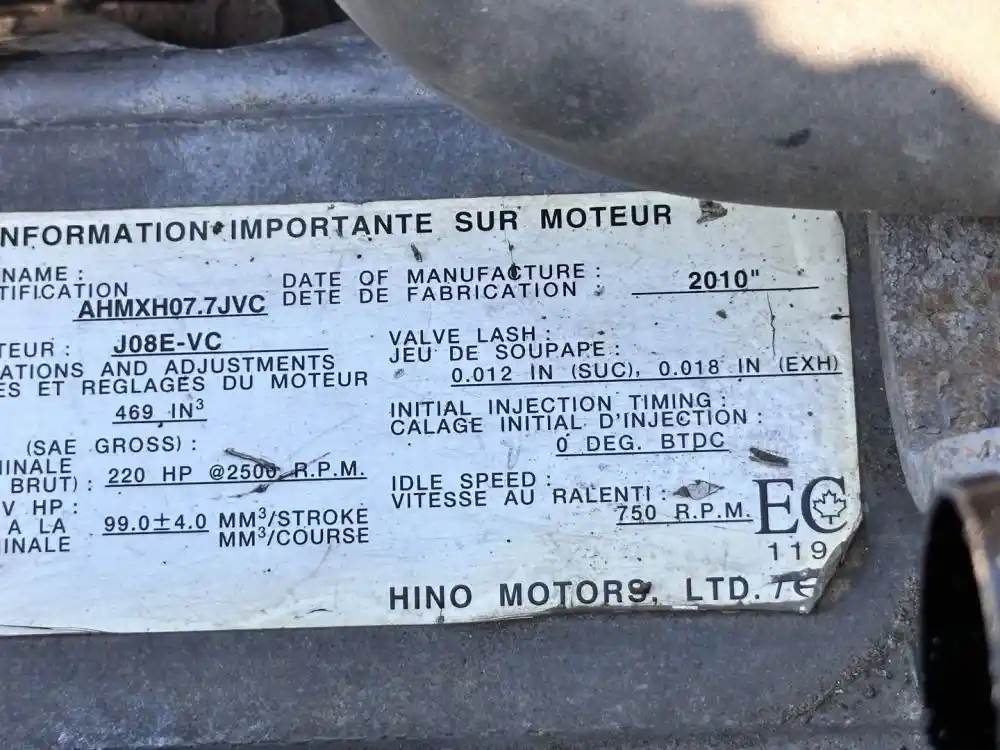 NFORMATION IMPORTANTE SUR MOTEUR
NAME :
TIFICATION
AHMXH07.7JVC
DATE OF MANUFACTURE :
DETE DE FABRICATION :
2010"
TEUR : J08E-VC
ATIONS AND ADJUSTMENTS
ES ET REGLAGES DU MOTEUR
469 IN³
(SAE GROSS) :
MINALE
BRUT) : 220 HP @2500 R.P.M.
V HP :
A LA
INALE
99.0±4.0 MM³/STROKE
MM³/COURSE
VALVE LASH :
JEU DE SOUPAPE :
0.012 IN (SUC), 0.018 IN (EXH)
INITIAL INJECTION TIMING :
CALAGE INITIAL D'INJECTION :
0 DEG. BTDC
IDLE SPEED :
VITESSE AU RALENTI :
750 R.P.M.
EC
119
HINO MOTORS, LTD.